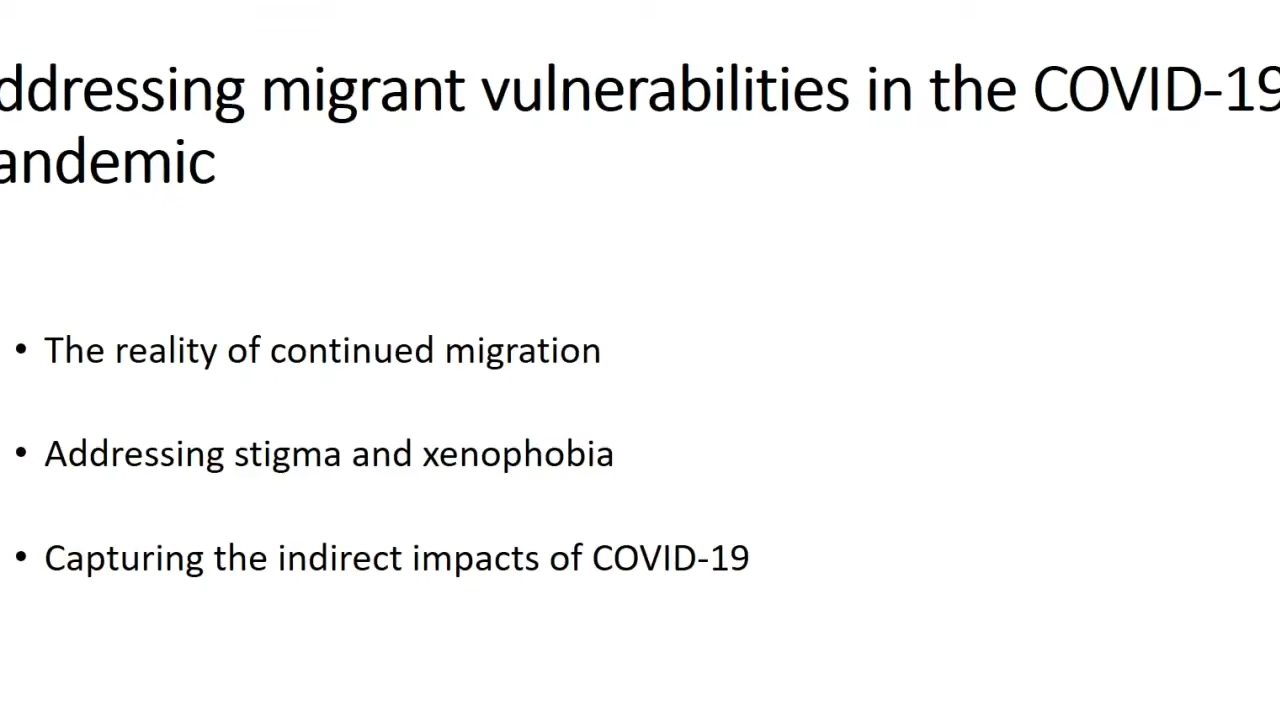 ddressing migrant vulnerabilities in the COVID-19
andemic
• The reality of continued migration
• Addressing stigma and xenophobia
• Capturing the indirect impacts of COVID-19